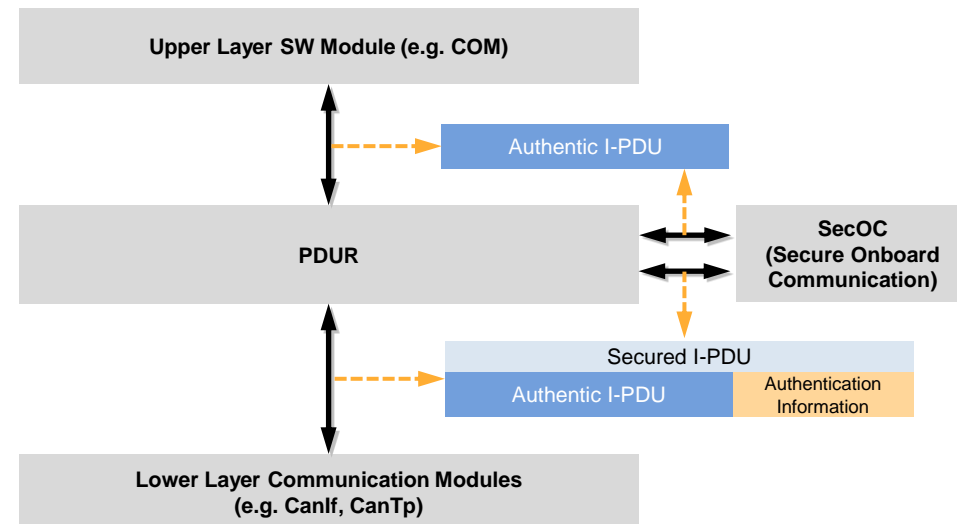 Upper Layer SW Module (e.g. COM)
Authentic I-PDU
PDUR
SecOC
(Secure Onboard
Communication)
Secured I-PDU
Authentic I-PDU
Authentication
Information
Lower Layer Communication Modules
(e.g. CanIf, CanTp)